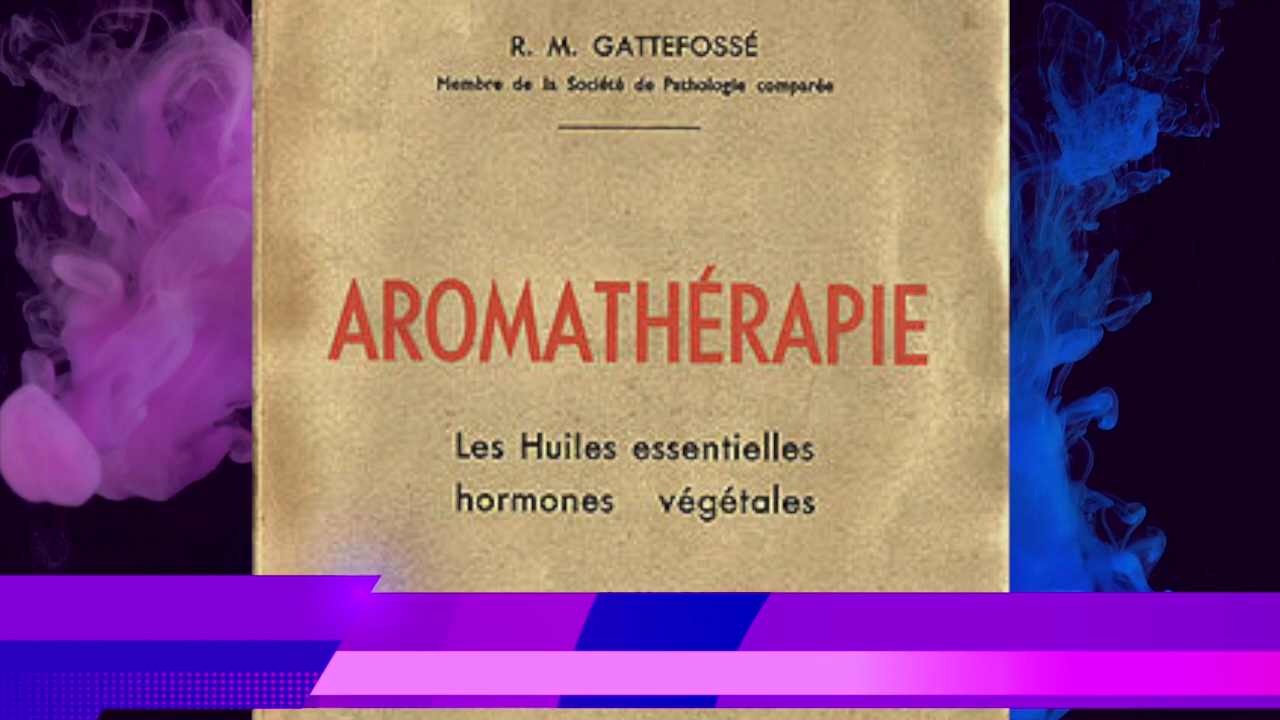 R. M. GATTEFOSSÉ
Membre de la Société de Pathologie comparée
AROMATHÉRAPIE
Les Huiles essentielles
hormones végétales